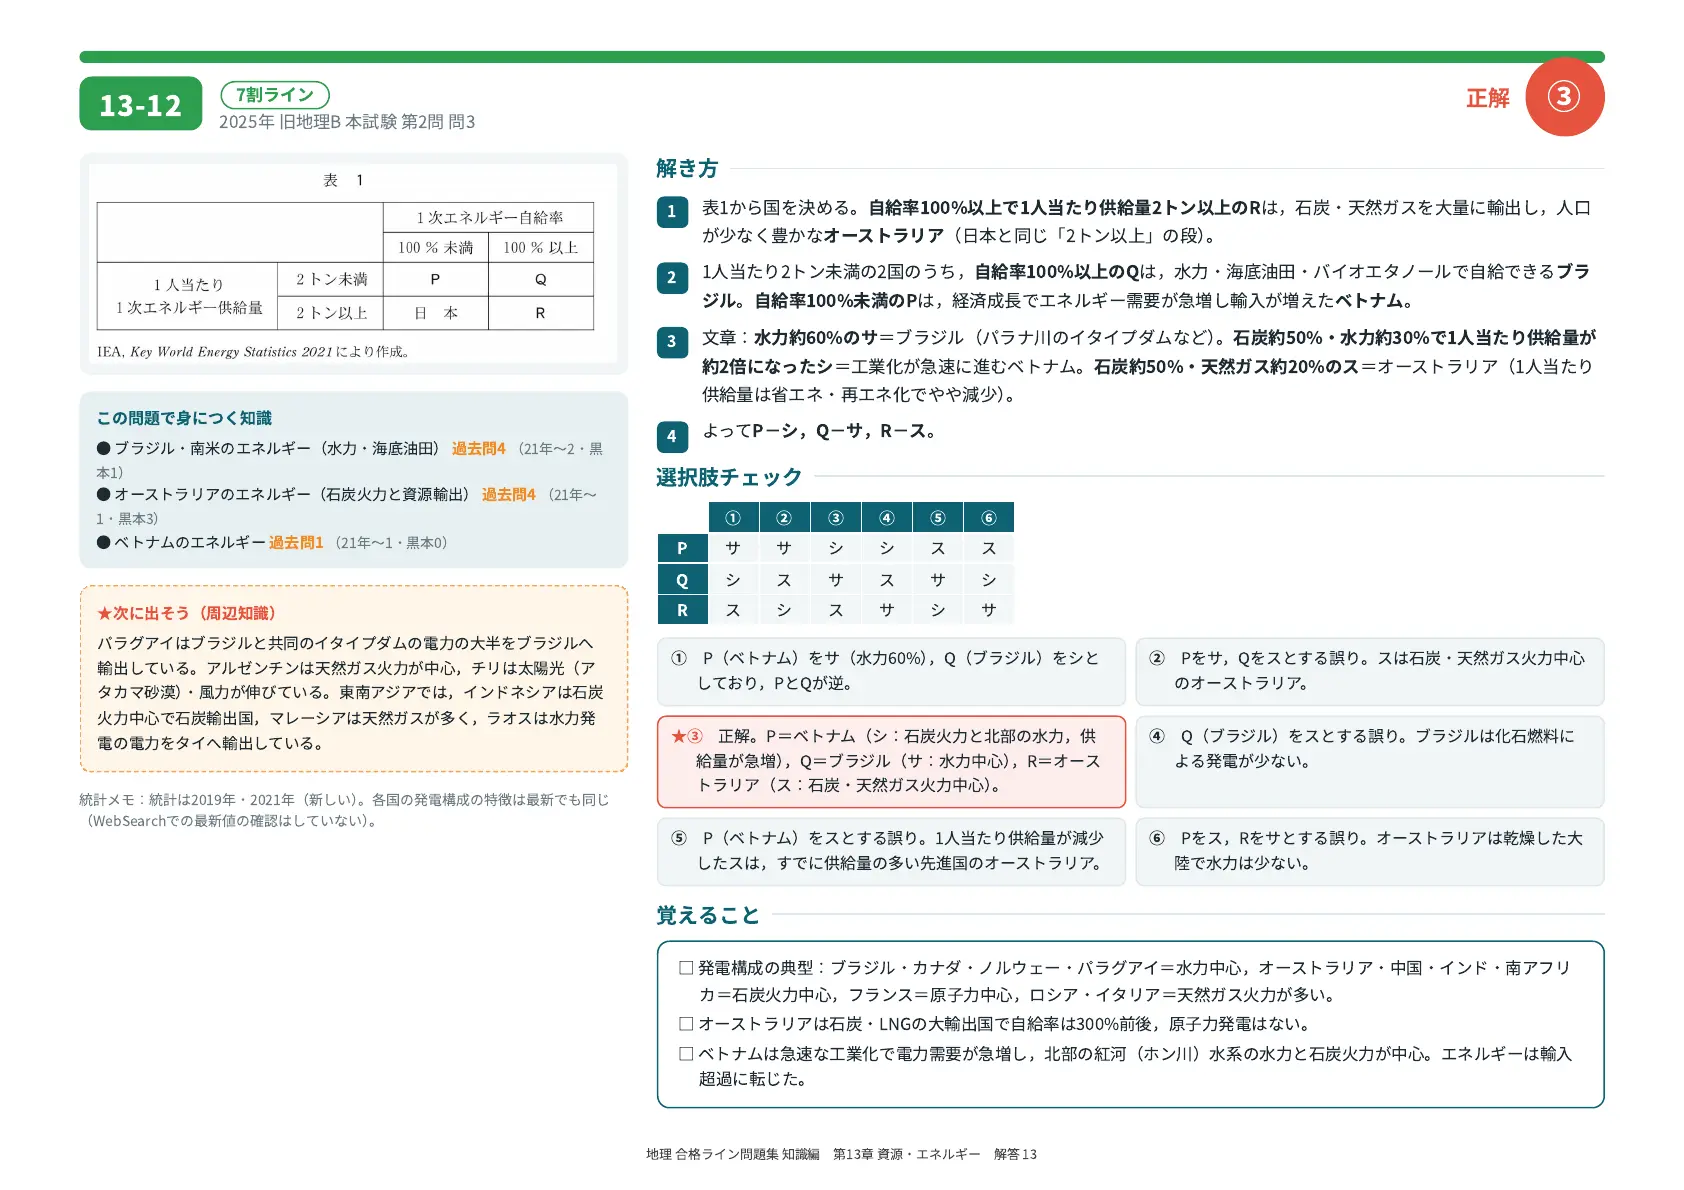 13-12
7割ライン
2025年 旧地理B 本試験 第2問 問3
正解 ③
表 1
1次エネルギー自給率
100 % 未満
100 % 以上
1人当たり
1次エネルギー供給量
2トン未満
P
Q
2トン以上
日 本
R
IEA, Key World Energy Statistics 2021により作成。
この問題で身につく知識
● ブラジル・南米のエネルギー（水力・海底油田） 過去問4 （21年〜2・黒
本1）
● オーストラリアのエネルギー（石炭火力と資源輸出） 過去問4 （21年〜
1・黒本3）
● ベトナムのエネルギー 過去問1 （21年〜1・黒本0）
★次に出そう（周辺知識）
パラグアイはブラジルと共同のイタイプダムの電力の大半をブラジルへ
輸出している。アルゼンチンは天然ガス火力が中心，チリは太陽光（ア
タカマ砂漠）・風力が伸びている。東南アジアでは，インドネシアは石炭
火力中心で石炭輸出国，マレーシアは天然ガスが多く，ラオスは水力発
電の電力をタイへ輸出している。
統計メモ：統計は2019年・2021年（新しい）。各国の発電構成の特徴は最新でも同じ
（WebSearchでの最新値の確認はしていない）。
解き方
1 表1から国を決める。自給率100%以上で1人当たり供給量2トン以上のRは，石炭・天然ガスを大量に輸出し，人口
が少なく豊かなオーストラリア（日本と同じ「2トン以上」の段）。
2 1人当たり2トン未満の2国のうち，自給率100%以上のQは，水力・海底油田・バイオエタノールで自給できるブラ
ジル。自給率100%未満のPは，経済成長でエネルギー需要が急増し輸入が増えたベトナム。
3 文章：水力約60%のサ＝ブラジル（パラナ川のイタイプダムなど）。石炭約50%・水力約30%で1人当たり供給量が
約2倍になったシ＝工業化が急速に進むベトナム。石炭約50%・天然ガス約20%のス＝オーストラリア（1人当たり
供給量は省エネ・再エネ化でやや減少）。
4 よってP－シ，Q－サ，R－ス。
選択肢チェック
① ② ③ ④ ⑤ ⑥
P サ サ シ シ ス ス
Q シ ス サ ス サ シ
R ス シ ス サ シ サ
① P（ベトナム）をサ（水力60%），Q（ブラジル）をシと
しており，PとQが逆。
② Pをサ，Qをスとする誤り。スは石炭・天然ガス火力中心
のオーストラリア。
★③ 正解。P＝ベトナム（シ：石炭火力と北部の水力，供
給量が急増），Q＝ブラジル（サ：水力中心），R＝オース
トラリア（ス：石炭・天然ガス火力中心）。
④ Q（ブラジル）をスとする誤り。ブラジルは化石燃料に
よる発電が少ない。
⑤ P（ベトナム）をスとする誤り。1人当たり供給量が減少
したスは，すでに供給量の多い先進国のオーストラリア。
⑥ Pをス，Rをサとする誤り。オーストラリアは乾燥した大
陸で水力は少ない。
覚えること
□ 発電構成の典型：ブラジル・カナダ・ノルウェー・パラグアイ＝水力中心，オーストラリア・中国・インド・南アフリ
カ＝石炭火力中心，フランス＝原子力中心，ロシア・イタリア＝天然ガス火力が多い。
□ オーストラリアは石炭・LNGの大輸出国で自給率は300%前後，原子力発電はない。
□ ベトナムは急速な工業化で電力需要が急増し，北部の紅河（ホン川）水系の水力と石炭火力が中心。エネルギーは輸入
超過に転じた。
地理 合格ライン問題集 知識編 第13章 資源・エネルギー 解答13